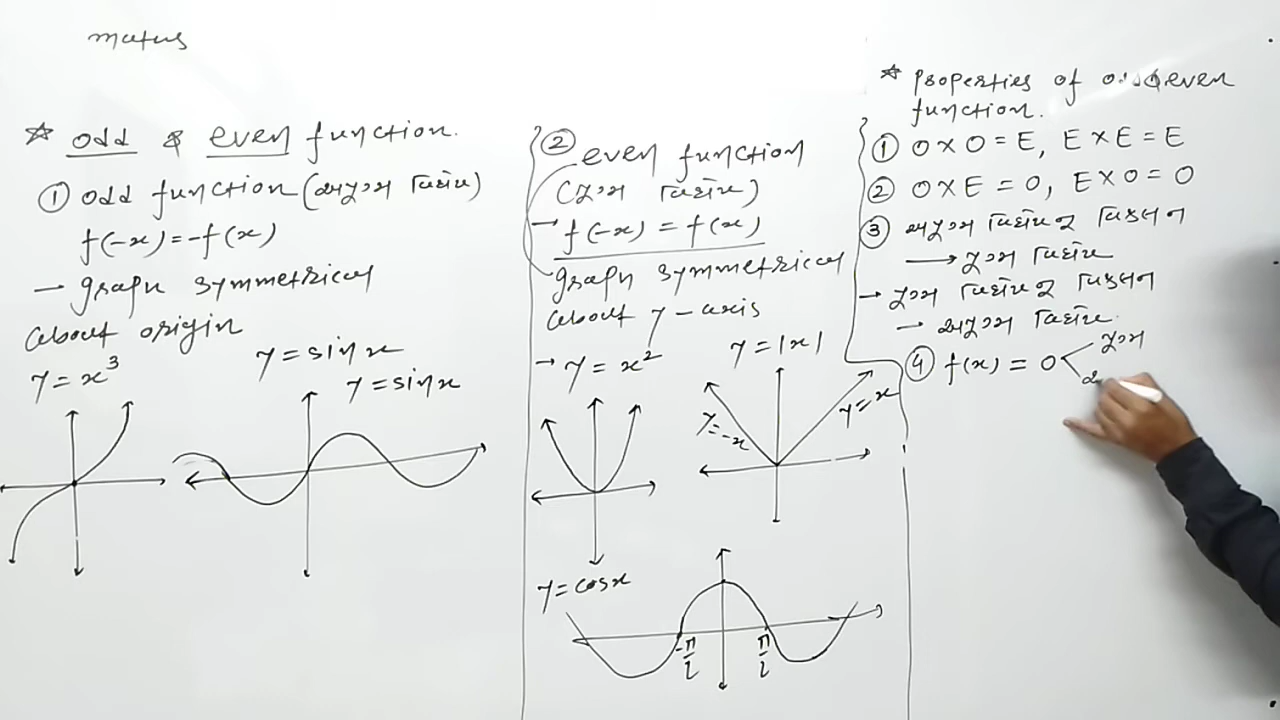 maths
☆ odd & even function.
① odd function (અયુગ્મ વિધેય)
f(-x) = -f(x)
→ graph symmetrical
about origin
y = x³
y = sin x
y = sin x
② even function
(યુગ્મ વિધેય)
→ f(-x) = f(x)
graph symmetrical
about y-axis
→ y = x²
y = |x|
y = -x
y = x
y = cos x
-π/2
π/2
* properties of odd even
function.
① O × O = E, E × E = E
② O × E = O, E × O = O
③ અયુગ્મ વિધેયનું વિકલન
→ યુગ્મ વિધેય
→ યુગ્મ વિધેયનું વિકલન
→ અયુગ્મ વિધેય.
④ f(x) = 0 < યુગ્મ